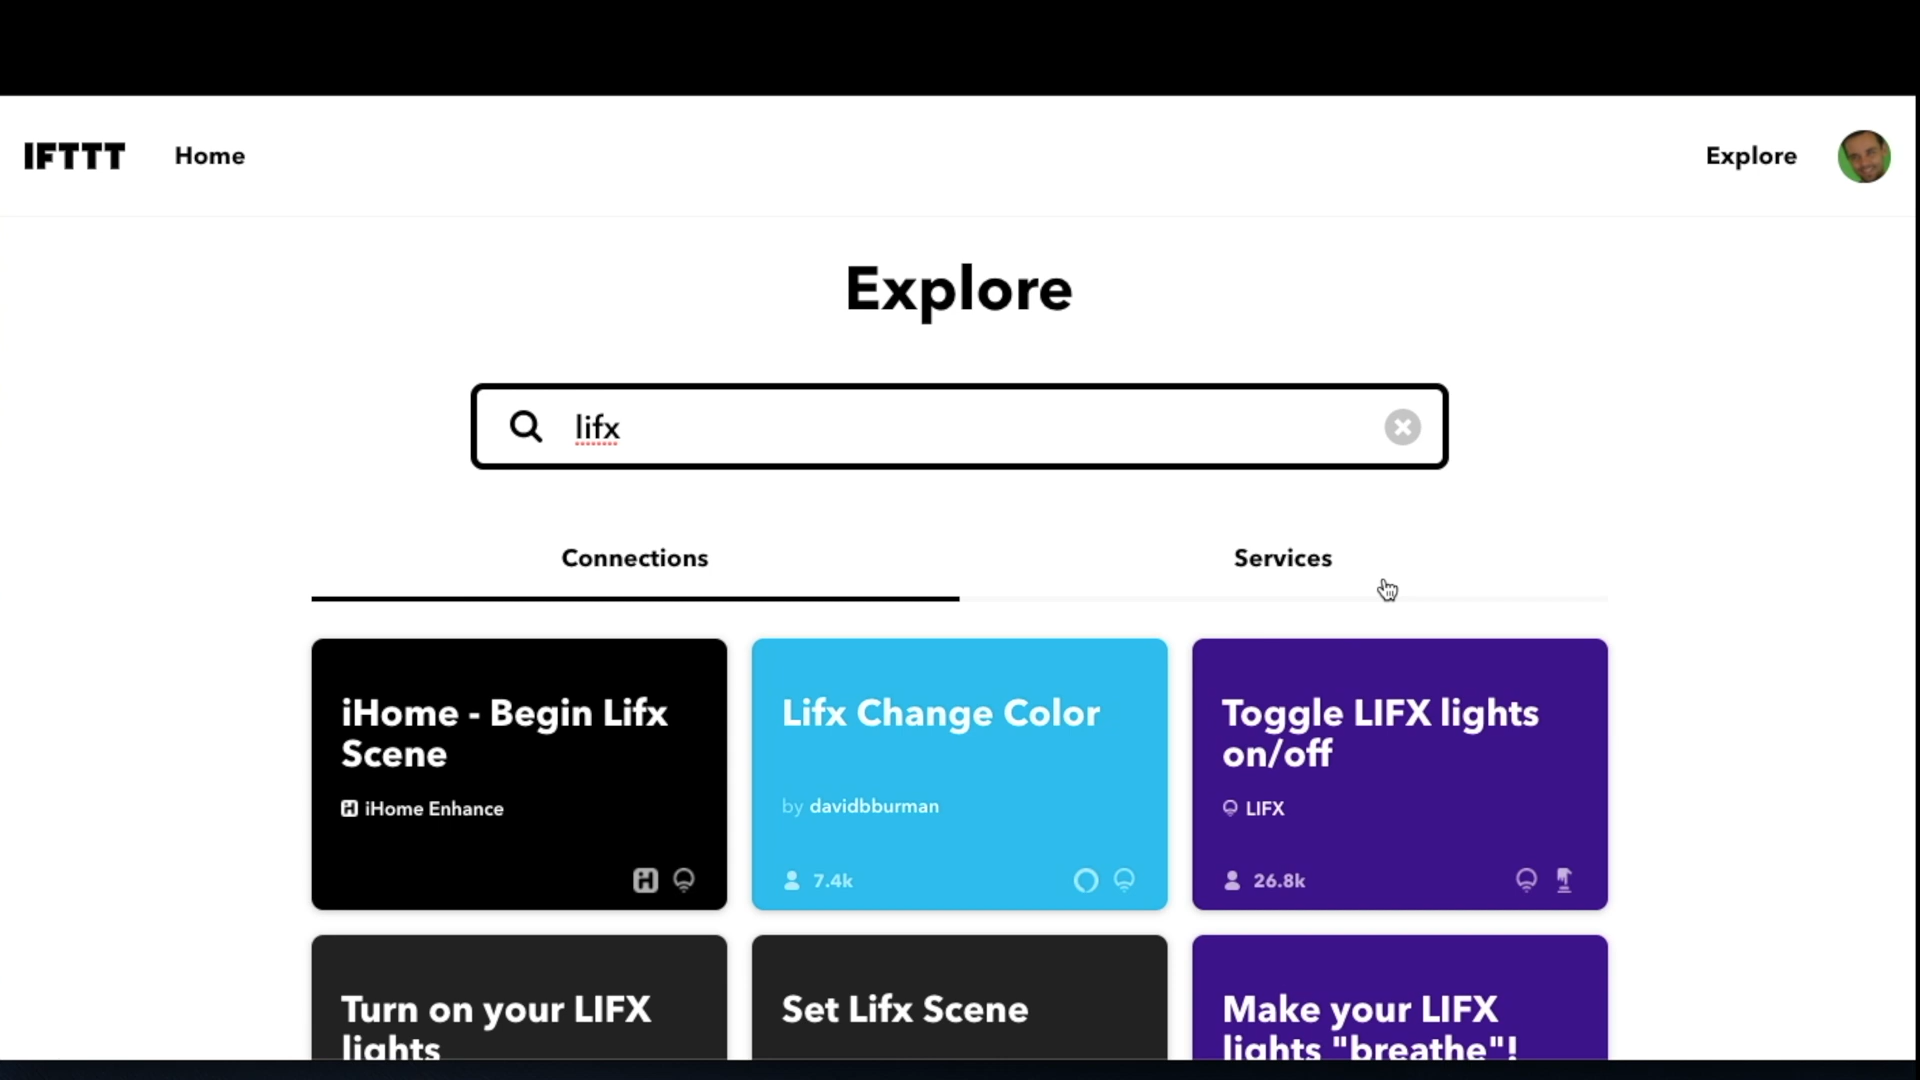 IFTTT Home Explore
Explore
lifx
Connections Services
iHome - Begin Lifx
Scene
iHome Enhance
Lifx Change Color
by davidbburman
7.4k
Toggle LIFX lights
on/off
LIFX
26.8k
Turn on your LIFX
lights
Set Lifx Scene
Make your LIFX
lights "breathe"!